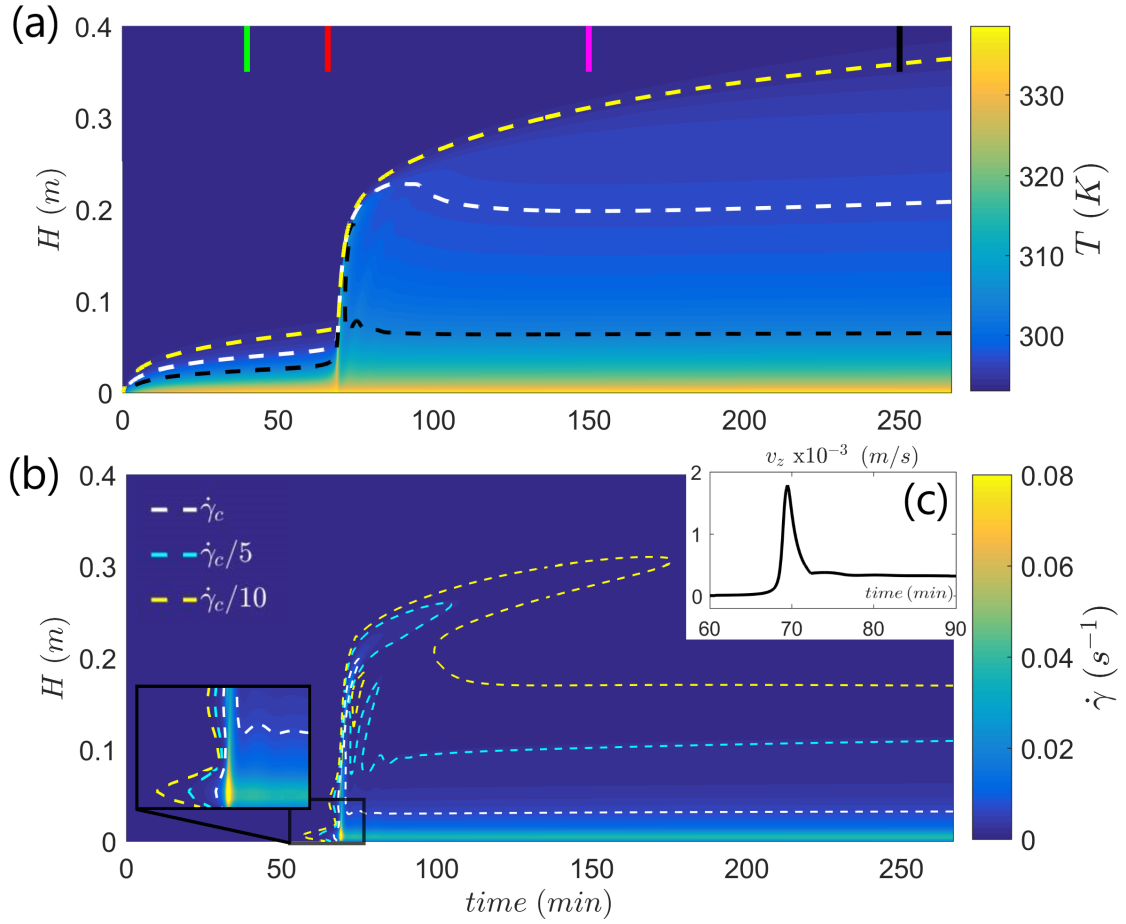 (a)
0.4
0.3
0.2
0.1
0
H (m)
0 50 100 150 200 250
330
320
310
300
T (K)
(b)
0.4
0.3
0.2
0.1
0
H (m)
γ̇c
γ̇c/5
γ̇c/10
0 50 100 150 200 250
time (min)
v_z x10⁻³ (m/s)
(c)
2
1
0
time (min)
60 70 80 90
0.08
0.06
0.04
0.02
0
γ̇ (s⁻¹)